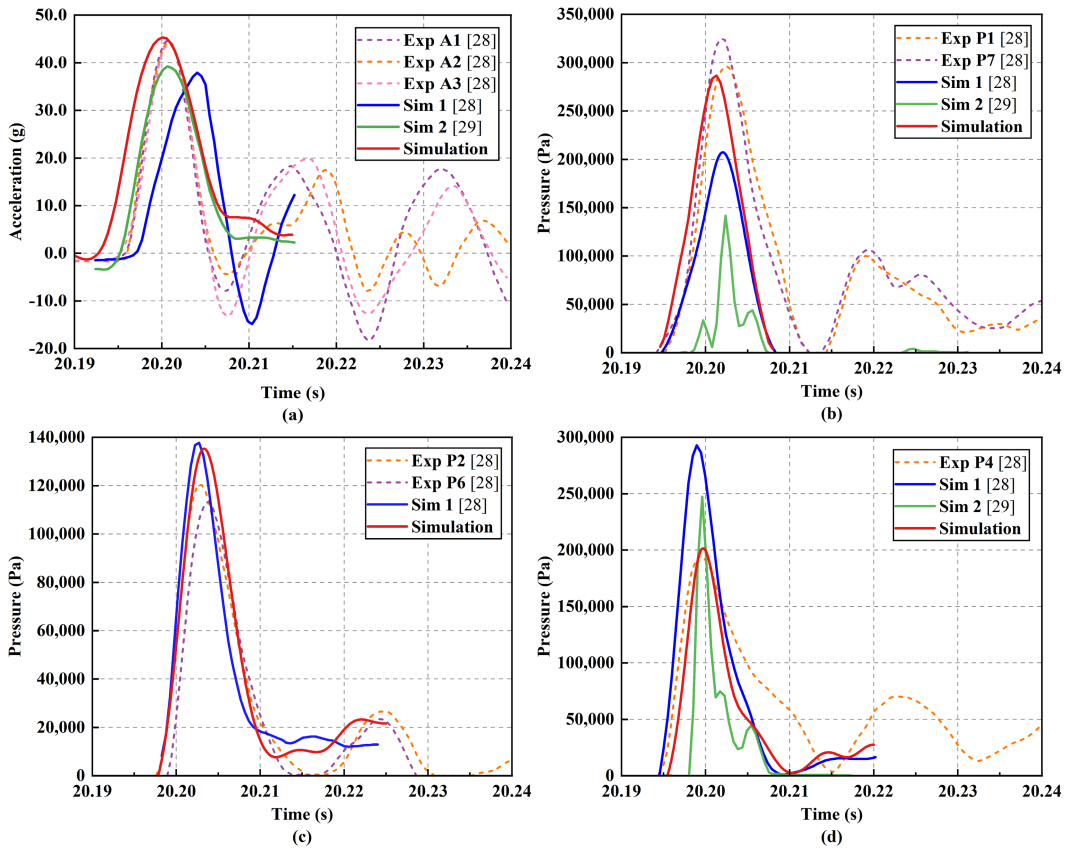 50.0
40.0
30.0
20.0
10.0
0.0
-10.0
-20.0
Acceleration (g)
20.19
20.20
20.21
20.22
20.23
20.24
Time (s)
(a)
Exp A1 [28]
Exp A2 [28]
Exp A3 [28]
Sim 1 [28]
Sim 2 [29]
Simulation
350,000
300,000
250,000
200,000
150,000
100,000
50,000
0
Pressure (Pa)
20.19
20.20
20.21
20.22
20.23
20.24
Time (s)
(b)
Exp P1 [28]
Exp P7 [28]
Sim 1 [28]
Sim 2 [29]
Simulation
140,000
120,000
100,000
80,000
60,000
40,000
20,000
0
Pressure (Pa)
20.19
20.20
20.21
20.22
20.23
20.24
Time (s)
(c)
Exp P2 [28]
Exp P6 [28]
Sim 1 [28]
Simulation
300,000
250,000
200,000
150,000
100,000
50,000
0
Pressure (Pa)
20.19
20.20
20.21
20.22
20.23
20.24
Time (s)
(d)
Exp P4 [28]
Sim 1 [28]
Sim 2 [29]
Simulation